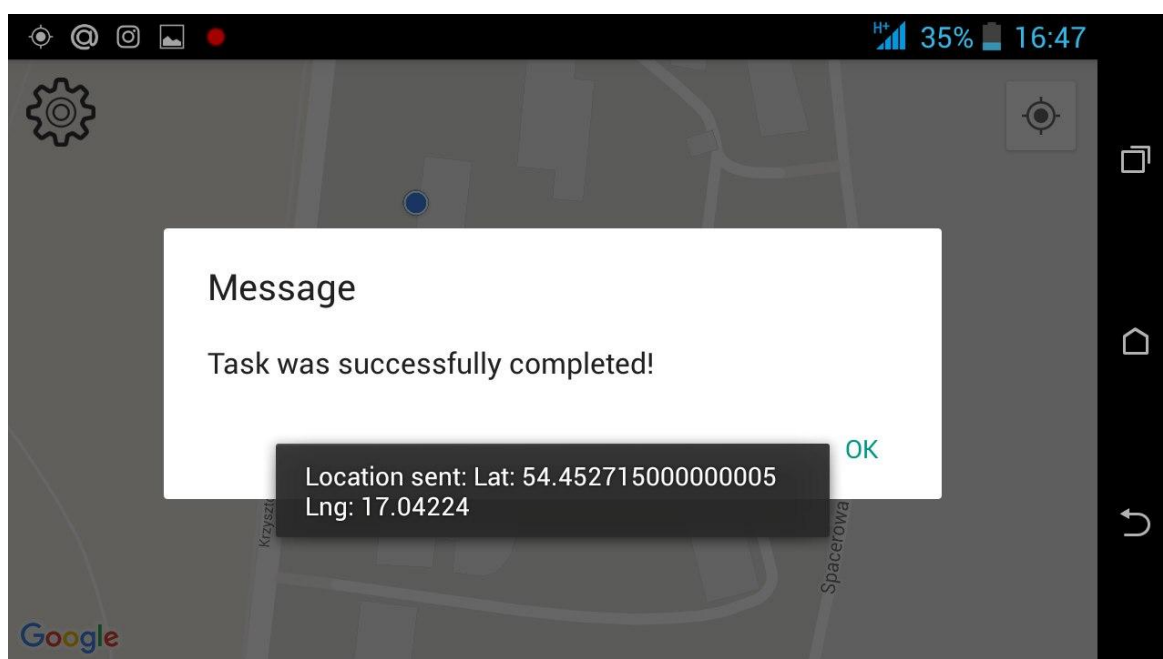 H+ 35% 16:47
Message
Task was successfully completed!
OK
Location sent: Lat: 54.452715000000005
Lng: 17.04224
Krzyszto
Spacerowa
Google